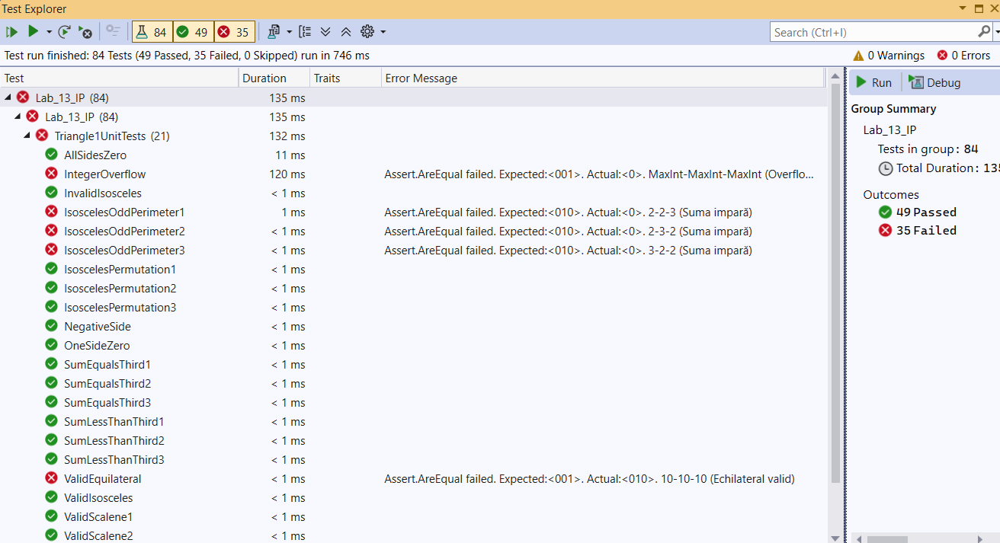 Test Explorer
84 49 35 Search (Ctrl+I)
Test run finished: 84 Tests (49 Passed, 35 Failed, 0 Skipped) run in 746 ms 0 Warnings 0 Errors
Test Duration Traits Error Message
Lab_13_IP (84) 135 ms
Lab_13_IP (84) 135 ms
Triangle1UnitTests (21) 132 ms
AllSidesZero 11 ms
IntegerOverflow 120 ms Assert.AreEqual failed. Expected:<001>. Actual:<0>. MaxInt-MaxInt-MaxInt (Overflo...
InvalidIsosceles < 1 ms
IsoscelesOddPerimeter1 1 ms Assert.AreEqual failed. Expected:<010>. Actual:<0>. 2-2-3 (Suma impară)
IsoscelesOddPerimeter2 < 1 ms Assert.AreEqual failed. Expected:<010>. Actual:<0>. 2-3-2 (Suma impară)
IsoscelesOddPerimeter3 < 1 ms Assert.AreEqual failed. Expected:<010>. Actual:<0>. 3-2-2 (Suma impară)
IsoscelesPermutation1 < 1 ms
IsoscelesPermutation2 < 1 ms
IsoscelesPermutation3 < 1 ms
NegativeSide < 1 ms
OneSideZero < 1 ms
SumEqualsThird1 < 1 ms
SumEqualsThird2 < 1 ms
SumEqualsThird3 < 1 ms
SumLessThanThird1 < 1 ms
SumLessThanThird2 < 1 ms
SumLessThanThird3 < 1 ms
ValidEquilateral < 1 ms Assert.AreEqual failed. Expected:<001>. Actual:<010>. 10-10-10 (Echilateral valid)
ValidIsosceles < 1 ms
ValidScalene1 < 1 ms
ValidScalene2 < 1 ms
Run Debug
Group Summary
Lab_13_IP
Tests in group: 84
Total Duration: 135
Outcomes
49 Passed
35 Failed